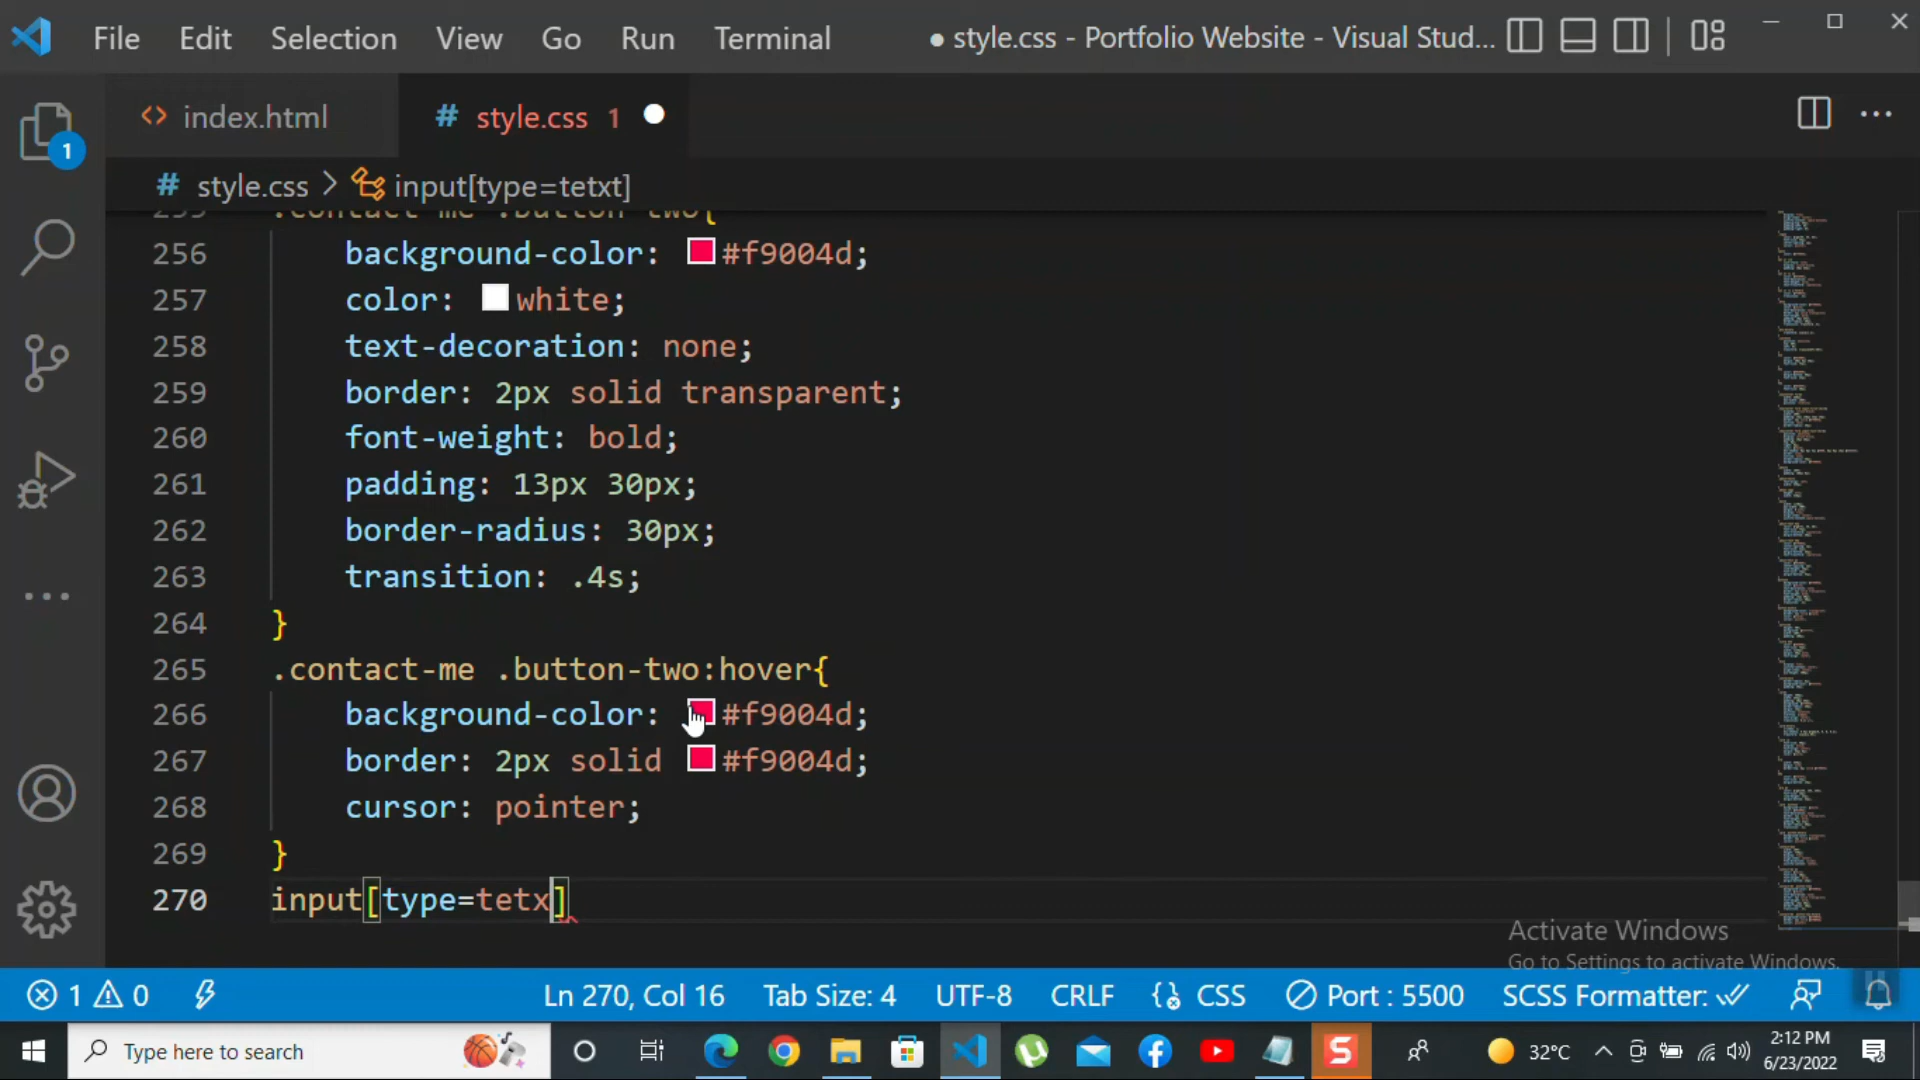 File Edit Selection View Go Run Terminal ● style.css - Portfolio Website - Visual Stud...
<> index.html # style.css 1
1
# style.css > input[type=tetxt]
255 .contact-me .button-two{
256 background-color: #f9004d;
257 color: white;
258 text-decoration: none;
259 border: 2px solid transparent;
260 font-weight: bold;
261 padding: 13px 30px;
262 border-radius: 30px;
263 transition: .4s;
264 }
265 .contact-me .button-two:hover{
266 background-color: #f9004d;
267 border: 2px solid #f9004d;
268 cursor: pointer;
269 }
270 input[type=tetx]
Activate Windows
Go to Settings to activate Windows.
1 0 Ln 270, Col 16 Tab Size: 4 UTF-8 CRLF {} CSS Port : 5500 SCSS Formatter:
Type here to search S 32°C 2:12 PM
6/23/2022